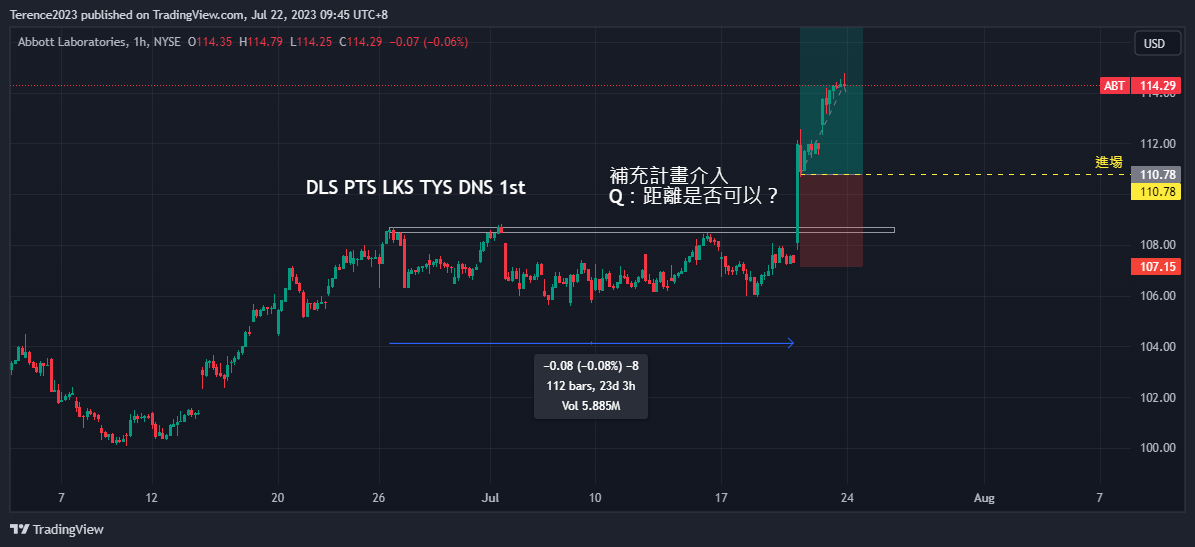 Terence2023 published on TradingView.com, Jul 22, 2023 09:45 UTC+8
Abbott Laboratories, 1h, NYSE O114.35 H114.79 L114.25 C114.29 −0.07 (−0.06%)
USD
ABT 114.29
114.00
112.00
進場
110.78
110.78
補充計畫介入
DLS PTS LKS TYS DNS 1st
Q：距離是否可以？
108.00
107.15
106.00
104.00
−0.08 (−0.08%) −8
112 bars, 23d 3h
Vol 5.885M
102.00
100.00
7 12 20 26 Jul 10 17 24 Aug 7
TradingView